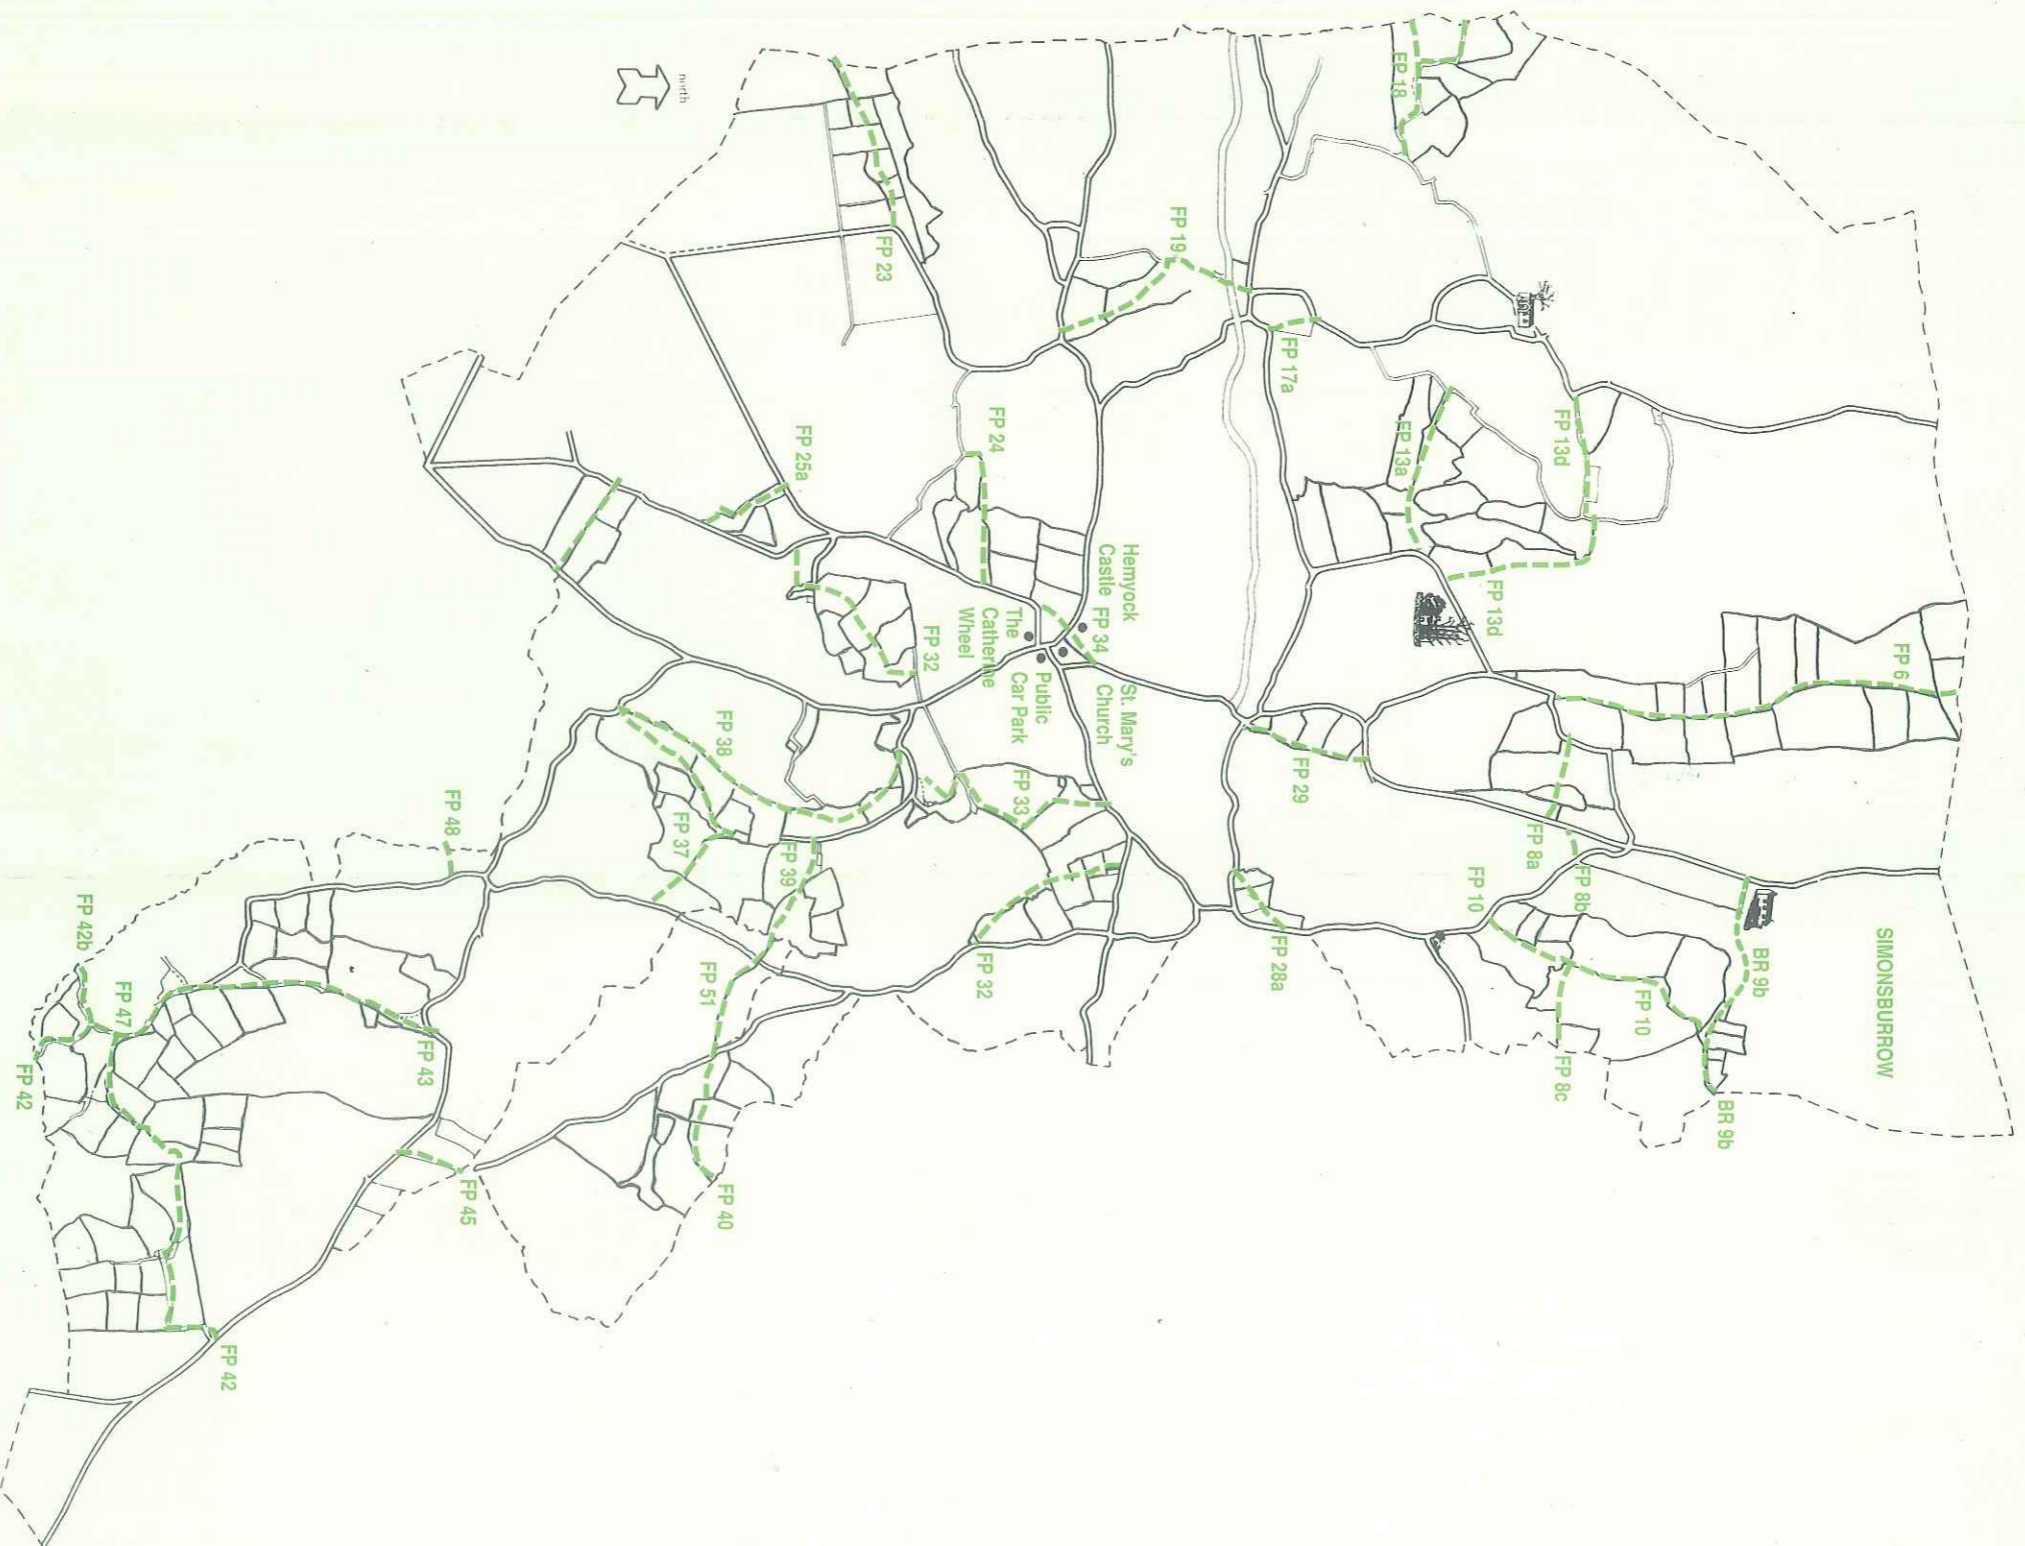 SIMONSBURROW
FP 6
BR 9b
BR 9b
FP 10
FP 8b
FP 8a
FP 8c
FP 10
FP 13d
FP 13d
FP 13a
FP 18
FP 17a
FP 29
FP 28a
FP 19
Hemyock
Castle
FP 34
St. Mary's
Church
Public
Car Park
The
Catherine
Wheel
FP 24
FP 33
FP 32
FP 32
FP 23
FP 25a
FP 39
FP 38
FP 37
FP 51
FP 40
north
FP 48
FP 45
FP 43
FP 42
FP 47
FP 42b
FP 42